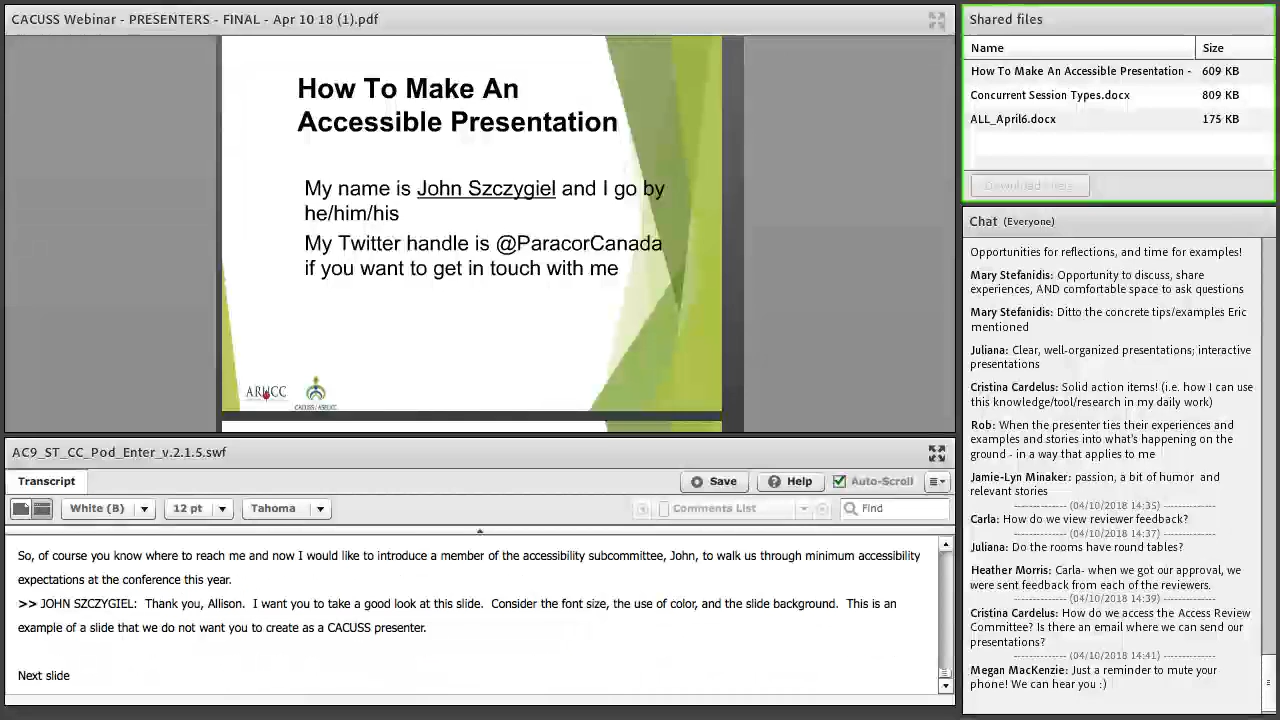 CACUSS Webinar - PRESENTERS - FINAL - Apr 10 18 (1).pdf
How To Make An
Accessible Presentation
My name is John Szczygiel and I go by
he/him/his
My Twitter handle is @ParacorCanada
if you want to get in touch with me
ARUCC
CACUSS / ASEUCC
AC9_ST_CC_Pod_Enter_v.2.1.5.swf
Transcript
Save
Help
Auto-Scroll
White (B)
12 pt
Tahoma
Comments List
Find
So, of course you know where to reach me and now I would like to introduce a member of the accessibility subcommittee, John, to walk us through minimum accessibility
expectations at the conference this year.
>> JOHN SZCZYGIEL:  Thank you, Allison.  I want you to take a good look at this slide.  Consider the font size, the use of color, and the slide background.  This is an
example of a slide that we do not want you to create as a CACUSS presenter.
Next slide
Shared files
Name Size
How To Make An Accessible Presentation - 609 KB
Concurrent Session Types.docx 809 KB
ALL_April6.docx 175 KB
Chat (Everyone)
Opportunities for reflections, and time for examples!
Mary Stefanidis: Opportunity to discuss, share
experiences, AND comfortable space to ask questions
Mary Stefanidis: Ditto the concrete tips/examples Eric
mentioned
Juliana: Clear, well-organized presentations; interactive
presentations
Cristina Cardelus: Solid action items! (i.e. how I can use
this knowledge/tool/research in my daily work)
Rob: When the presenter ties their experiences and
examples and stories into what's happening on the
ground - in a way that applies to me
Jamie-Lyn Minaker: passion, a bit of humor  and
relevant stories
-------------- (04/10/2018 14:35) --------------
Carla: How do we view reviewer feedback?
-------------- (04/10/2018 14:37) --------------
Juliana: Do the rooms have round tables?
Heather Morris: Carla- when we got our approval, we
were sent feedback from each of the reviewers.
-------------- (04/10/2018 14:39) --------------
Cristina Cardelus: How do we access the Access Review
Committee? Is there an email where we can send our
presentations?
-------------- (04/10/2018 14:41) --------------
Megan MacKenzie: Just a reminder to mute your
phone! We can hear you :)